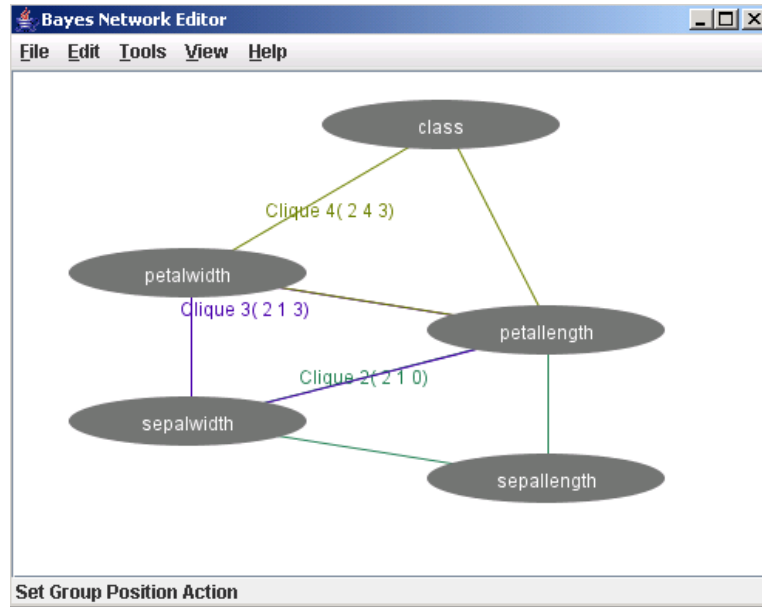 Bayes Network Editor
File Edit Tools View Help
class
Clique 4( 2 4 3)
petalwidth
Clique 3( 2 1 3)
petallength
Clique 2( 2 1 0)
sepalwidth
sepallength
Set Group Position Action